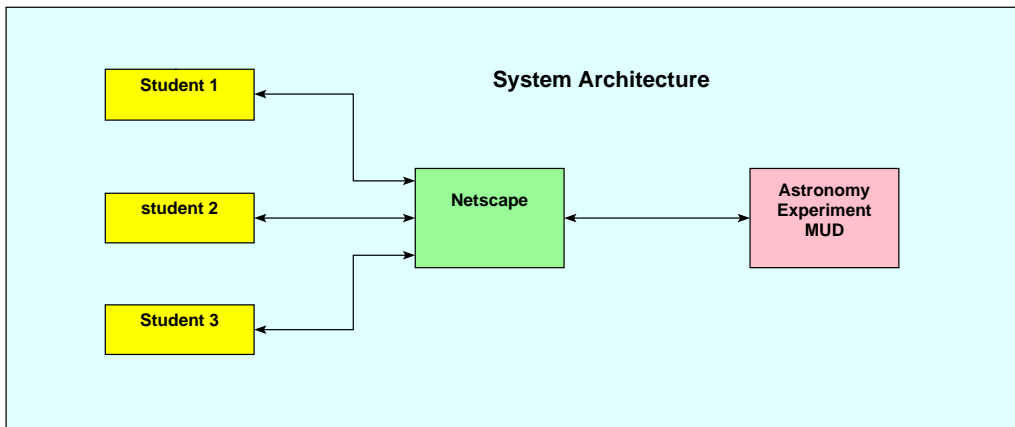 System Architecture
Student 1
student 2
Student 3
Netscape
Astronomy
Experiment
MUD